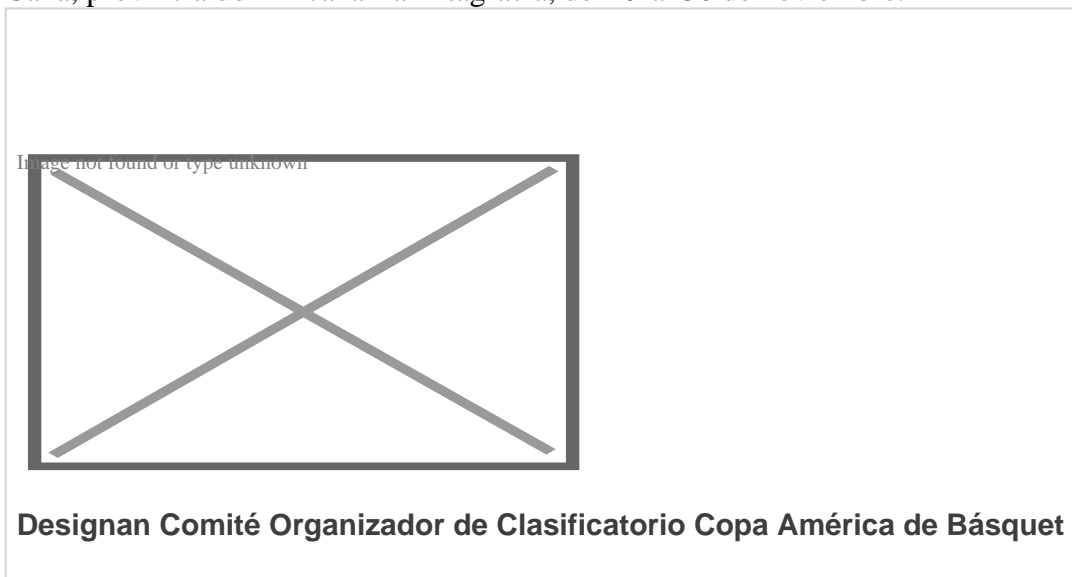 Image not found or type unknown
Designan Comité Organizador de Clasificatorio Copa América de Básquet